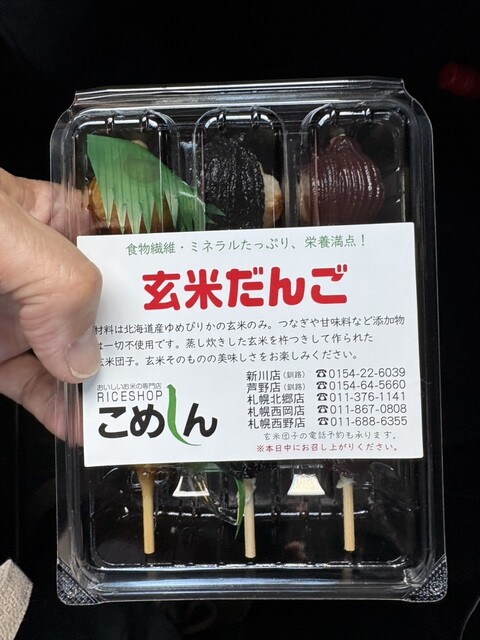 食物繊維・ミネラルたっぷり、栄養満点！
玄米だんご
材料は北海道産ゆめぴりかの玄米のみ。つなぎや甘味料など添加物
は一切不使用です。蒸し炊きした玄米を杵つきして作られた
玄米団子。玄米そのものの美味しさをお楽しみください。
おいしいお米の専門店
RICESHOP
こめしん
新川店(釧路) ☎0154-22-6039
芦野店(釧路) ☎0154-64-5660
札幌北郷店 ☎011-376-1141
札幌西岡店 ☎011-867-0808
札幌西野店 ☎011-688-6355
玄米団子の電話予約も承ります。
※本日中にお召し上がりください。